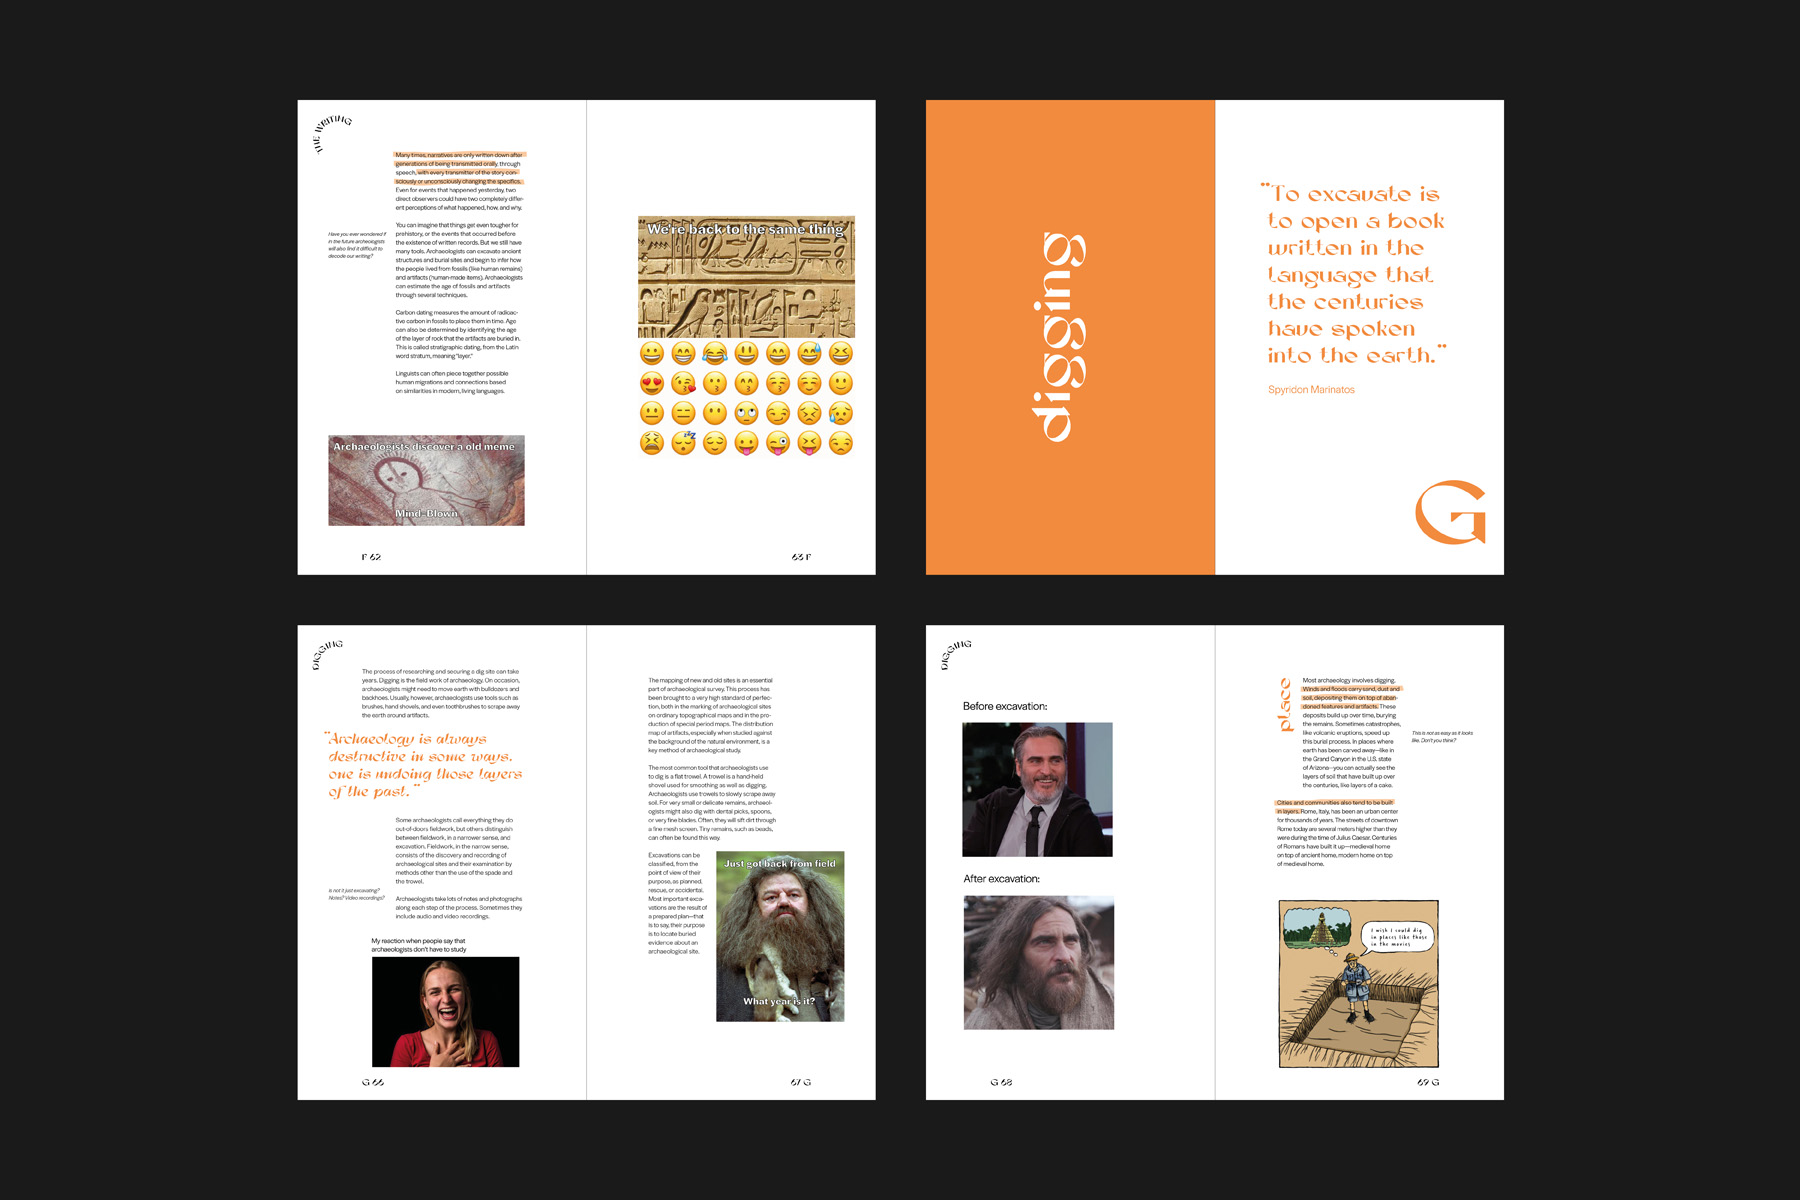 THE WRITING
Many times, narratives are only written down after
generations of being transmitted orally, through
speech, with every transmitter of the story con-
sciously or unconsciously changing the specifics.
Even for events that happened yesterday, two
direct observers could have two completely differ-
ent perceptions of what happened, how, and why.
You can imagine that things get even tougher for
prehistory, or the events that occurred before
the existence of written records. But we still have
many tools. Archaeologists can excavate ancient
structures and burial sites and begin to infer how
the people lived from fossils (like human remains)
and artifacts (human-made items). Archaeologists
can estimate the age of fossils and artifacts
through several techniques.
Have you ever wondered if
in the future archaeologists
will also find it difficult to
decode our writing?
Carbon dating measures the amount of radioac-
tive carbon in fossils to place them in time. Age
can also be determined by identifying the age
of the layer of rock that the artifacts are buried in.
This is called stratigraphic dating, from the Latin
word stratum, meaning "layer."
Linguists can often piece together possible
human migrations and connections based
on similarities in modern, living languages.
Archaeologists discover a old meme
Mind-Blown
F 62
We're back to the same thing
63 F
digging
"To excavate is
to open a book
written in the
language that
the centuries
have spoken
into the earth."
Spyridon Marinatos
G
DIGGING
The process of researching and securing a dig site can take
years. Digging is the field work of archaeology. On occasion,
archaeologists might need to move earth with bulldozers and
backhoes. Usually, however, archaeologists use tools such as
brushes, hand shovels, and even toothbrushes to scrape away
the earth around artifacts.
"Archaeology is always
destructive in some ways.
one is undoing those layers
of the past."
Some archaeologists call everything they do
out-of-doors fieldwork, but others distinguish
between fieldwork, in a narrower sense, and
excavation. Fieldwork, in the narrow sense,
consists of the discovery and recording of
archaeological sites and their examination by
methods other than the use of the spade and
the trowel.
Is not it just excavating?
Notes? Video recordings?
Archaeologists take lots of notes and photographs
along each step of the process. Sometimes they
include audio and video recordings.
My reaction when people say that
archaeologists don't have to study
G 66
The mapping of new and old sites is an essential
part of archaeological survey. This process has
been brought to a very high standard of perfec-
tion, both in the marking of archaeological sites
on ordinary topographical maps and in the pro-
duction of special period maps. The distribution
map of artifacts, especially when studied against
the background of the natural environment, is a
key method of archaeological study.
The most common tool that archaeologists use
to dig is a flat trowel. A trowel is a hand-held
shovel used for smoothing as well as digging.
Archaeologists use trowels to slowly scrape away
soil. For very small or delicate remains, archaeol-
ogists might also dig with dental picks, spoons,
or very fine blades. Often, they will sift dirt through
a fine mesh screen. Tiny remains, such as beads,
can often be found this way.
Excavations can be
classified, from the
point of view of their
purpose, as planned,
rescue, or accidental.
Most important exca-
vations are the result of
a prepared plan—that
is to say, their purpose
is to locate buried
evidence about an
archaeological site.
Just got back from field
What year is it?
67 G
DIGGING
Before excavation:
After excavation:
G 68
place
Most archaeology involves digging.
Winds and floods carry sand, dust and
soil, depositing them on top of aban-
doned features and artifacts. These
deposits build up over time, burying
the remains. Sometimes catastrophes,
like volcanic eruptions, speed up
this burial process. In places where
earth has been carved away—like in
the Grand Canyon in the U.S. state
of Arizona—you can actually see the
layers of soil that have built up over
the centuries, like layers of a cake.
This is not as easy as it looks
like. Don't you think?
Cities and communities also tend to be built
in layers. Rome, Italy, has been an urban center
for thousands of years. The streets of downtown
Rome today are several meters higher than they
were during the time of Julius Caesar. Centuries
of Romans have built it up—medieval home
on top of ancient home, modern home on top
of medieval home.
I wish I could dig
in places like those
in the movies
69 G